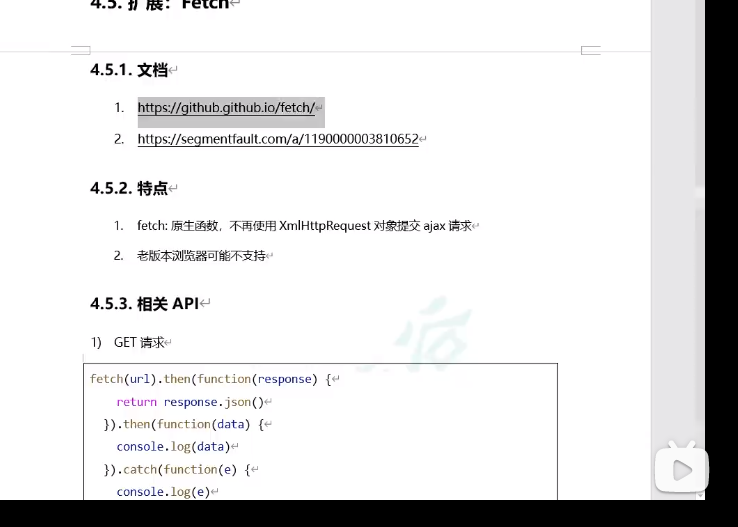 4.5. 扩展：Fetch
4.5.1. 文档
1. https://github.github.io/fetch/
2. https://segmentfault.com/a/1190000003810652
4.5.2. 特点
1. fetch: 原生函数，不再使用 XmlHttpRequest 对象提交 ajax 请求
2. 老版本浏览器可能不支持
4.5.3. 相关 API
1) GET 请求
fetch(url).then(function(response) {
return response.json()
}).then(function(data) {
console.log(data)
}).catch(function(e) {
console.log(e)